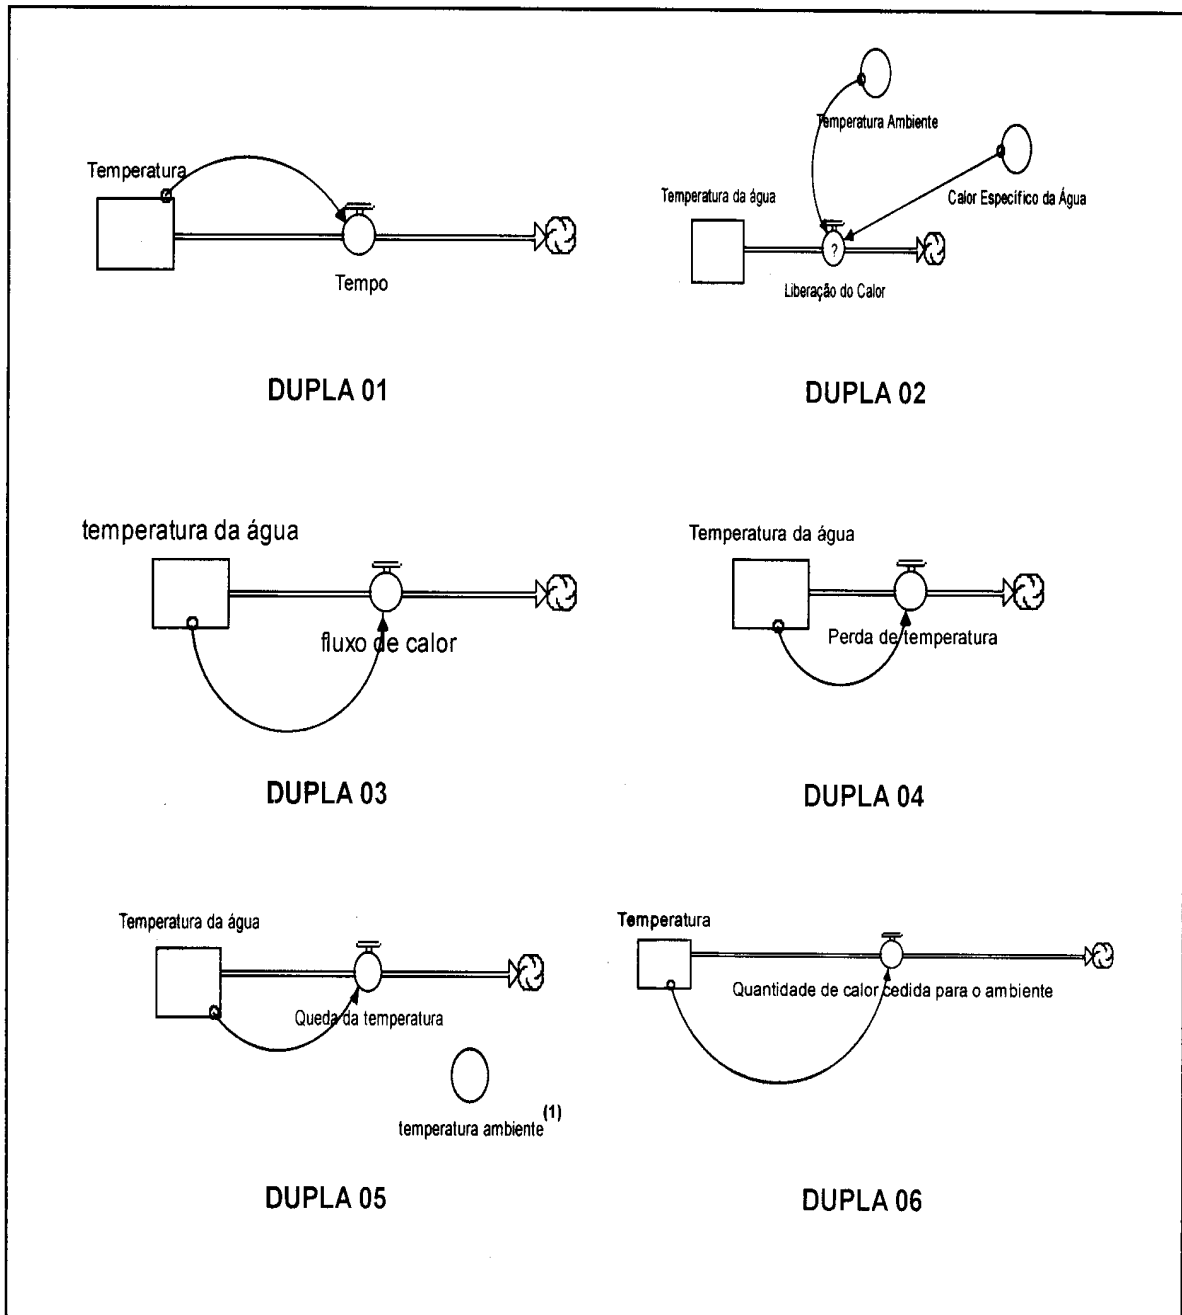 Temperatura
Tempo
DUPLA 01
Temperatura Ambiente
Calor Específico da Água
Temperatura da água
?
Liberação do Calor
DUPLA 02
temperatura da água
fluxo de calor
DUPLA 03
Temperatura da água
Perda de temperatura
DUPLA 04
Temperatura da água
Queda da temperatura
temperatura ambiente (1)
DUPLA 05
Temperatura
Quantidade de calor cedida para o ambiente
DUPLA 06